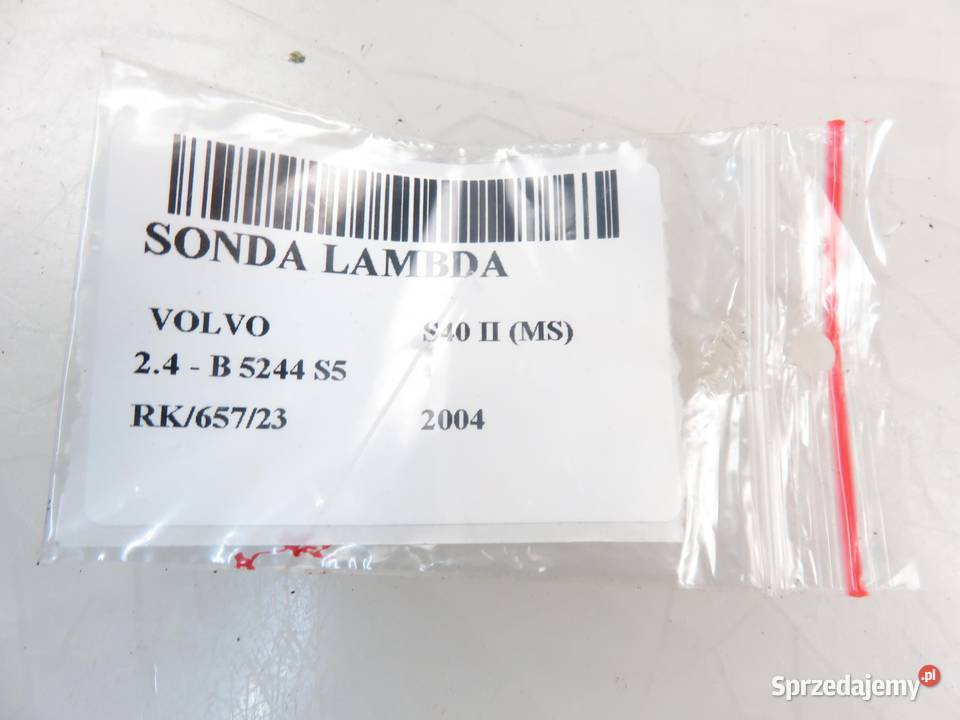 SONDA LAMBDA
VOLVO S40 II (MS)
2.4 - B 5244 S5
RK/657/23 2004
Sprzedajemy.pl